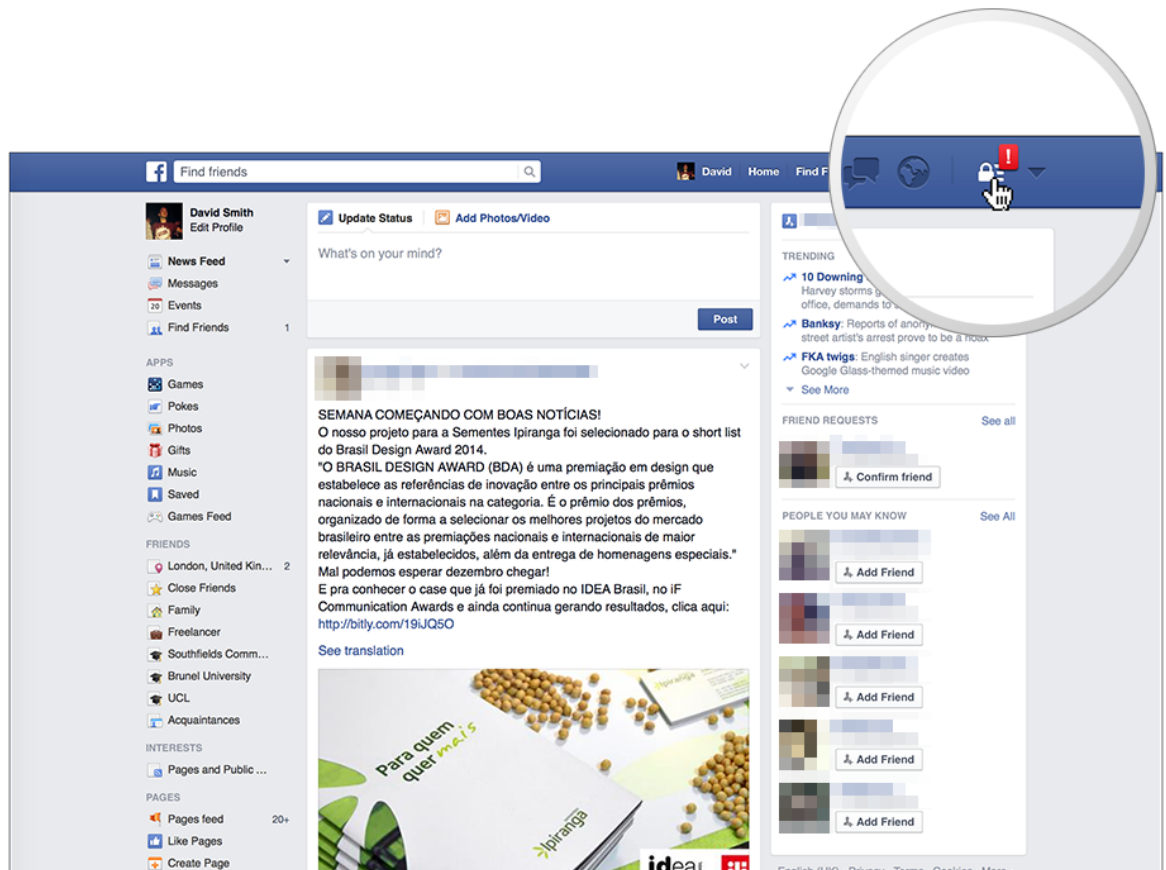 Find friends
David
Home
Find F
!
David Smith
Edit Profile
News Feed
Messages
20 Events
Find Friends 1
APPS
Games
Pokes
Photos
Gifts
Music
Saved
Games Feed
FRIENDS
London, United Kin... 2
Close Friends
Family
Freelancer
Southfields Comm...
Brunel University
UCL
Acquaintances
INTERESTS
Pages and Public ...
PAGES
Pages feed 20+
Like Pages
Create Page
Update Status
Add Photos/Video
What's on your mind?
Post
SEMANA COMEÇANDO COM BOAS NOTÍCIAS!
O nosso projeto para a Sementes Ipiranga foi selecionado para o short list
do Brasil Design Award 2014.
"O BRASIL DESIGN AWARD (BDA) é uma premiação em design que
estabelece as referências de inovação entre os principais prêmios
nacionais e internacionais na categoria. É o prêmio dos prêmios,
organizado de forma a selecionar os melhores projetos do mercado
brasileiro entre as premiações nacionais e internacionais de maior
relevância, já estabelecidos, além da entrega de homenagens especiais."
Mal podemos esperar dezembro chegar!
E pra conhecer o case que já foi premiado no IDEA Brasil, no iF
Communication Awards e ainda continua gerando resultados, clica aqui:
http://bitly.com/19iJQ5O
See translation
Ipiranga
Para quem
quer mais
Ipiranga
idea
TRENDING
10 Downing
Harvey storms
office, demands to
Banksy: Reports of
street artist's arrest prove to be a hoax
FKA twigs: English singer creates
Google Glass-themed music video
See More
FRIEND REQUESTS See all
Confirm friend
PEOPLE YOU MAY KNOW See All
Add Friend
Add Friend
Add Friend
Add Friend
Add Friend
English (UK) Privacy Terms Cookies More